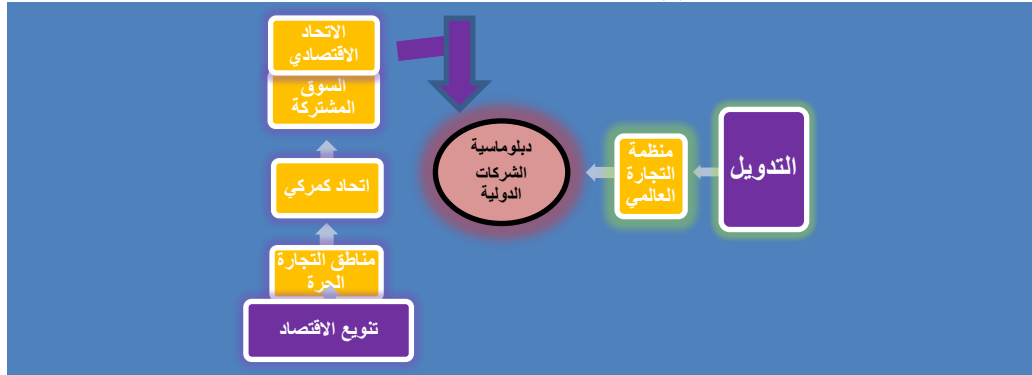 الاتحاد
الاقتصادي
السوق
المشتركة
اتحاد كمركي
مناطق التجارة
الحرة
تنويع الاقتصاد
دبلوماسية
الشركات
الدولية
منظمة
التجارة
العالمي
التدويل